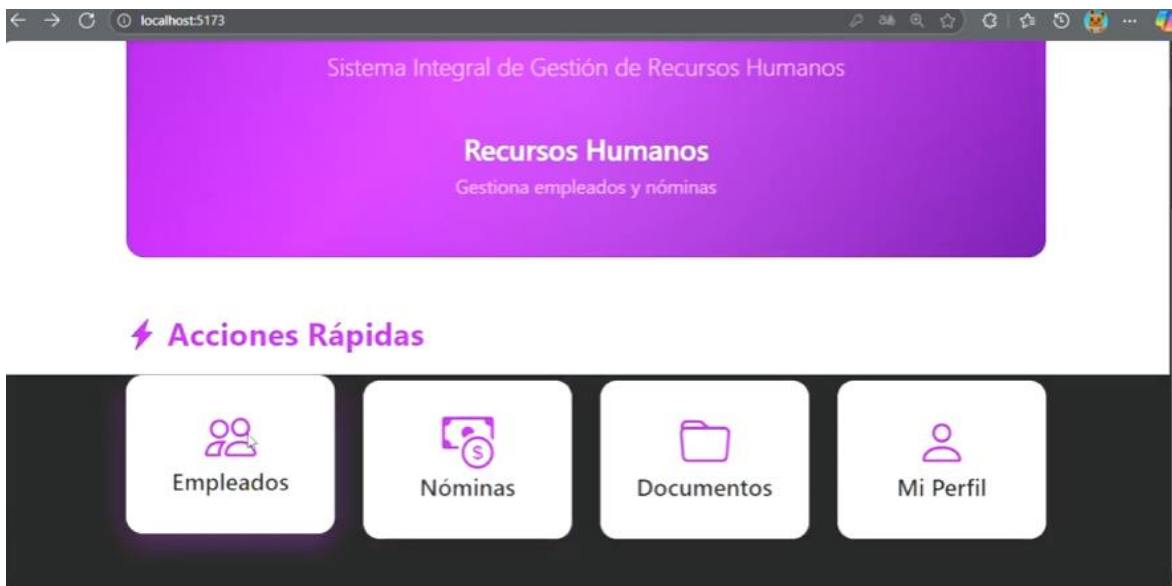 localhost:5173
Sistema Integral de Gestión de Recursos Humanos
Recursos Humanos
Gestiona empleados y nóminas
Acciones Rápidas
Empleados
Nóminas
Documentos
Mi Perfil